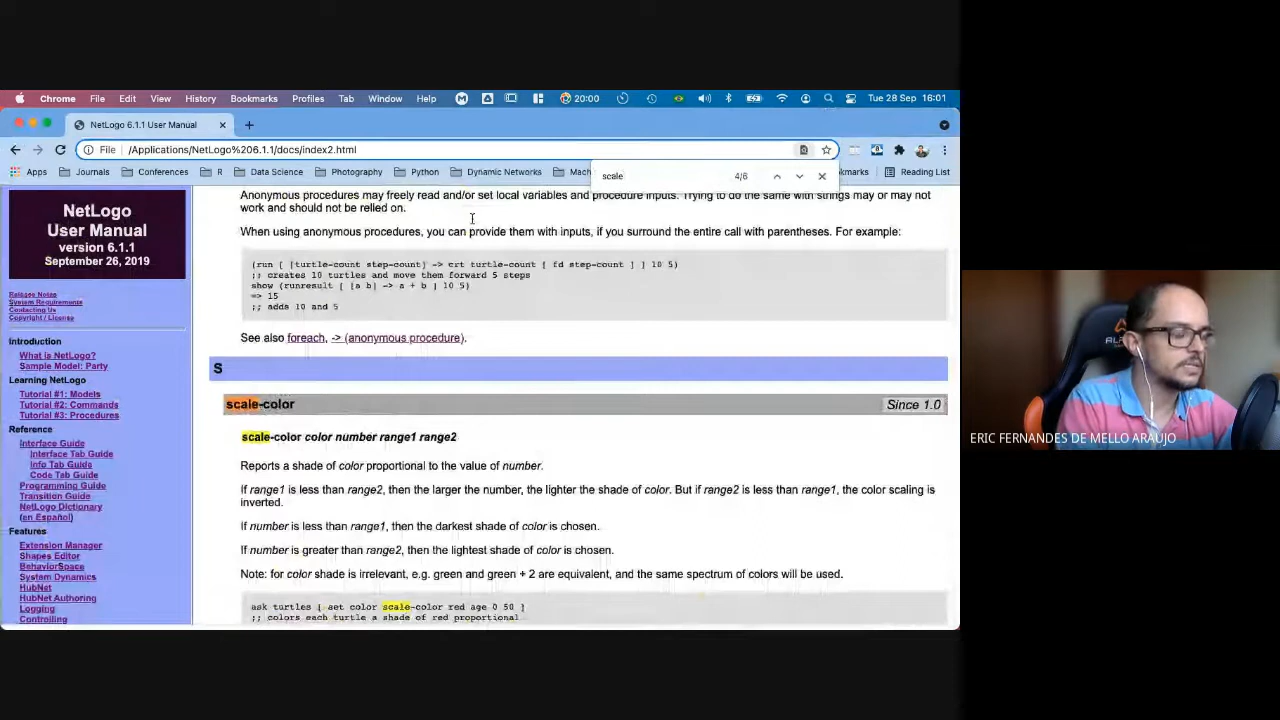 Chrome File Edit View History Bookmarks Profiles Tab Window Help 20:00 Tue 28 Sep 16:01
NetLogo 6.1.1 User Manual
File /Applications/NetLogo%206.1.1/docs/index2.html
Apps Journals Conferences R Data Science Photography Python Dynamic Networks Reading List
scale 4/6
NetLogo
User Manual
version 6.1.1
September 26, 2019
Release Notes
System Requirements
Contacting Us
Copyright / License
Introduction
What is NetLogo?
Sample Model: Party
Learning NetLogo
Tutorial #1: Models
Tutorial #2: Commands
Tutorial #3: Procedures
Reference
Interface Guide
Interface Tab Guide
Info Tab Guide
Code Tab Guide
Programming Guide
Transition Guide
NetLogo Dictionary
(en Español)
Features
Extension Manager
Shapes Editor
BehaviorSpace
System Dynamics
HubNet
HubNet Authoring
Logging
Controlling
Anonymous procedures may freely read and/or set local variables and procedure inputs. Trying to do the same with strings may or may not
work and should not be relied on.
When using anonymous procedures, you can provide them with inputs, if you surround the entire call with parentheses. For example:
(run [ [turtle-count step-count] -> crt turtle-count [ fd step-count ] ] 10 5)
;; creates 10 turtles and move them forward 5 steps
show (runresult [ [a b] -> a + b ] 10 5)
=> 15
;; adds 10 and 5
See also foreach, -> (anonymous procedure).
S
scale-color Since 1.0
scale-color color number range1 range2
Reports a shade of color proportional to the value of number.
If range1 is less than range2, then the larger the number, the lighter the shade of color. But if range2 is less than range1, the color scaling is
inverted.
If number is less than range1, then the darkest shade of color is chosen.
If number is greater than range2, then the lightest shade of color is chosen.
Note: for color shade is irrelevant, e.g. green and green + 2 are equivalent, and the same spectrum of colors will be used.
ask turtles [ set color scale-color red age 0 50 ]
;; colors each turtle a shade of red proportional
ERIC FERNANDES DE MELLO ARAUJO